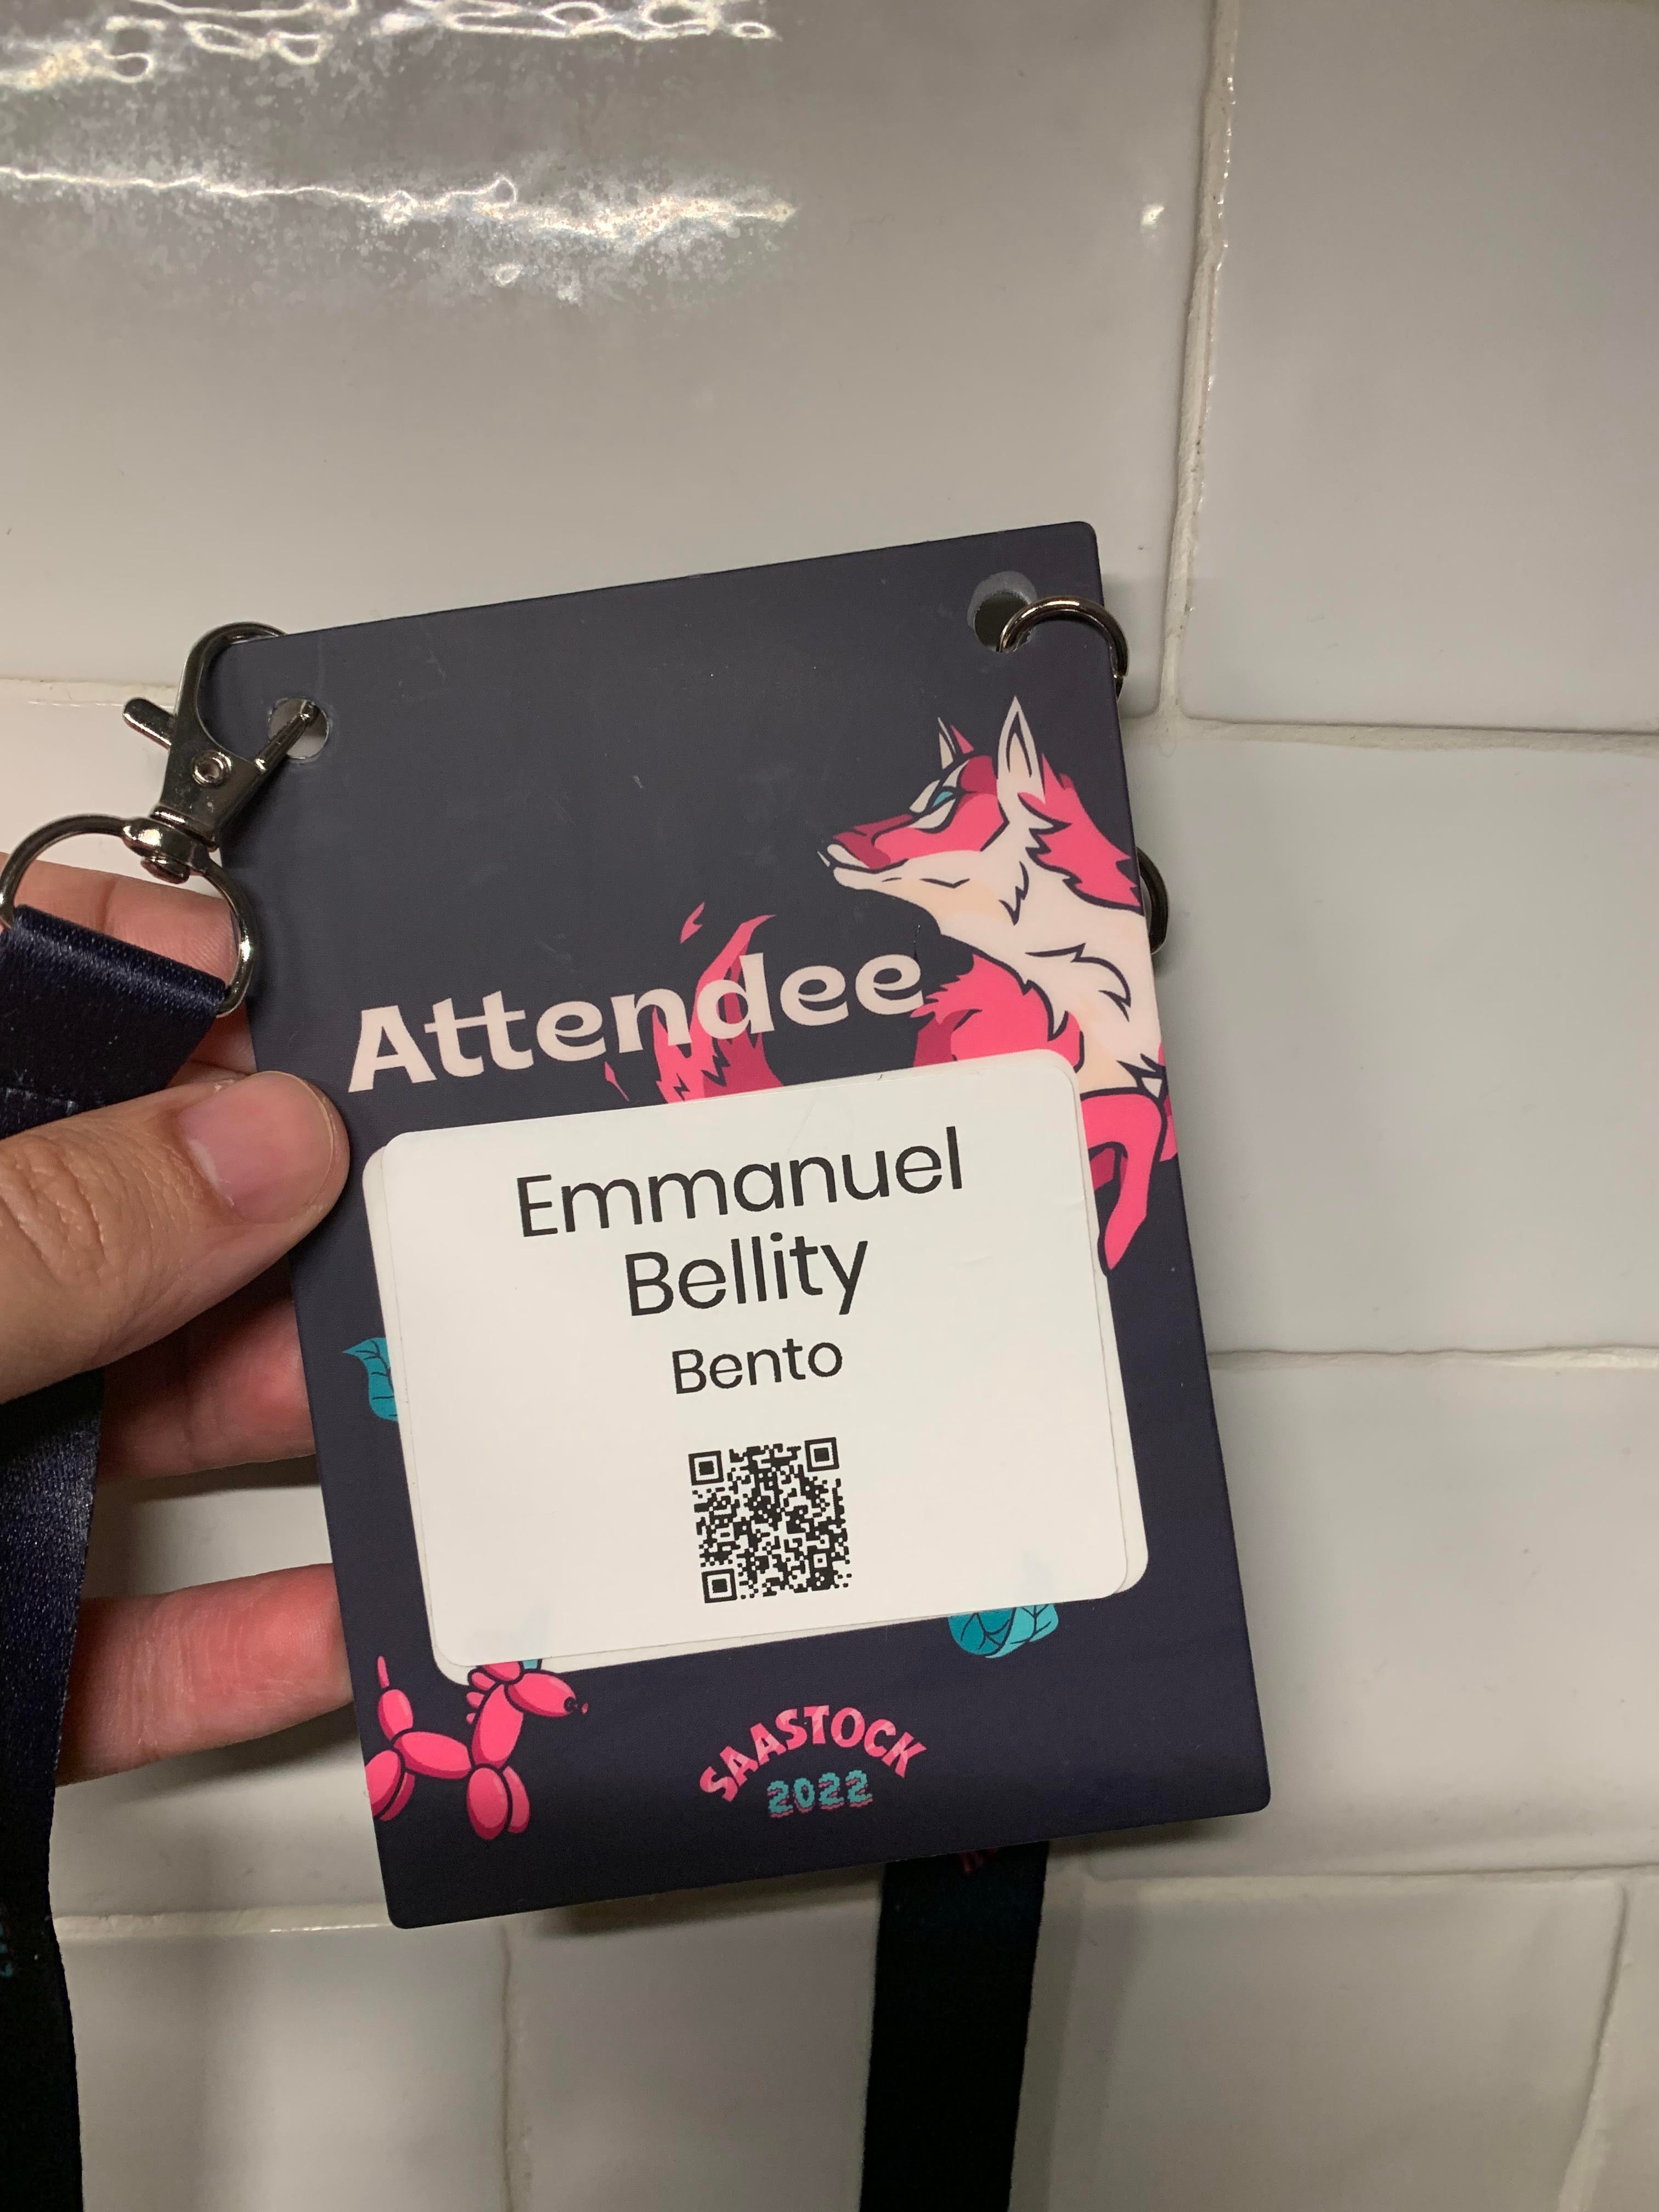 Attendee
Emmanuel
Bellity
Bento
SAASTOCK
2022